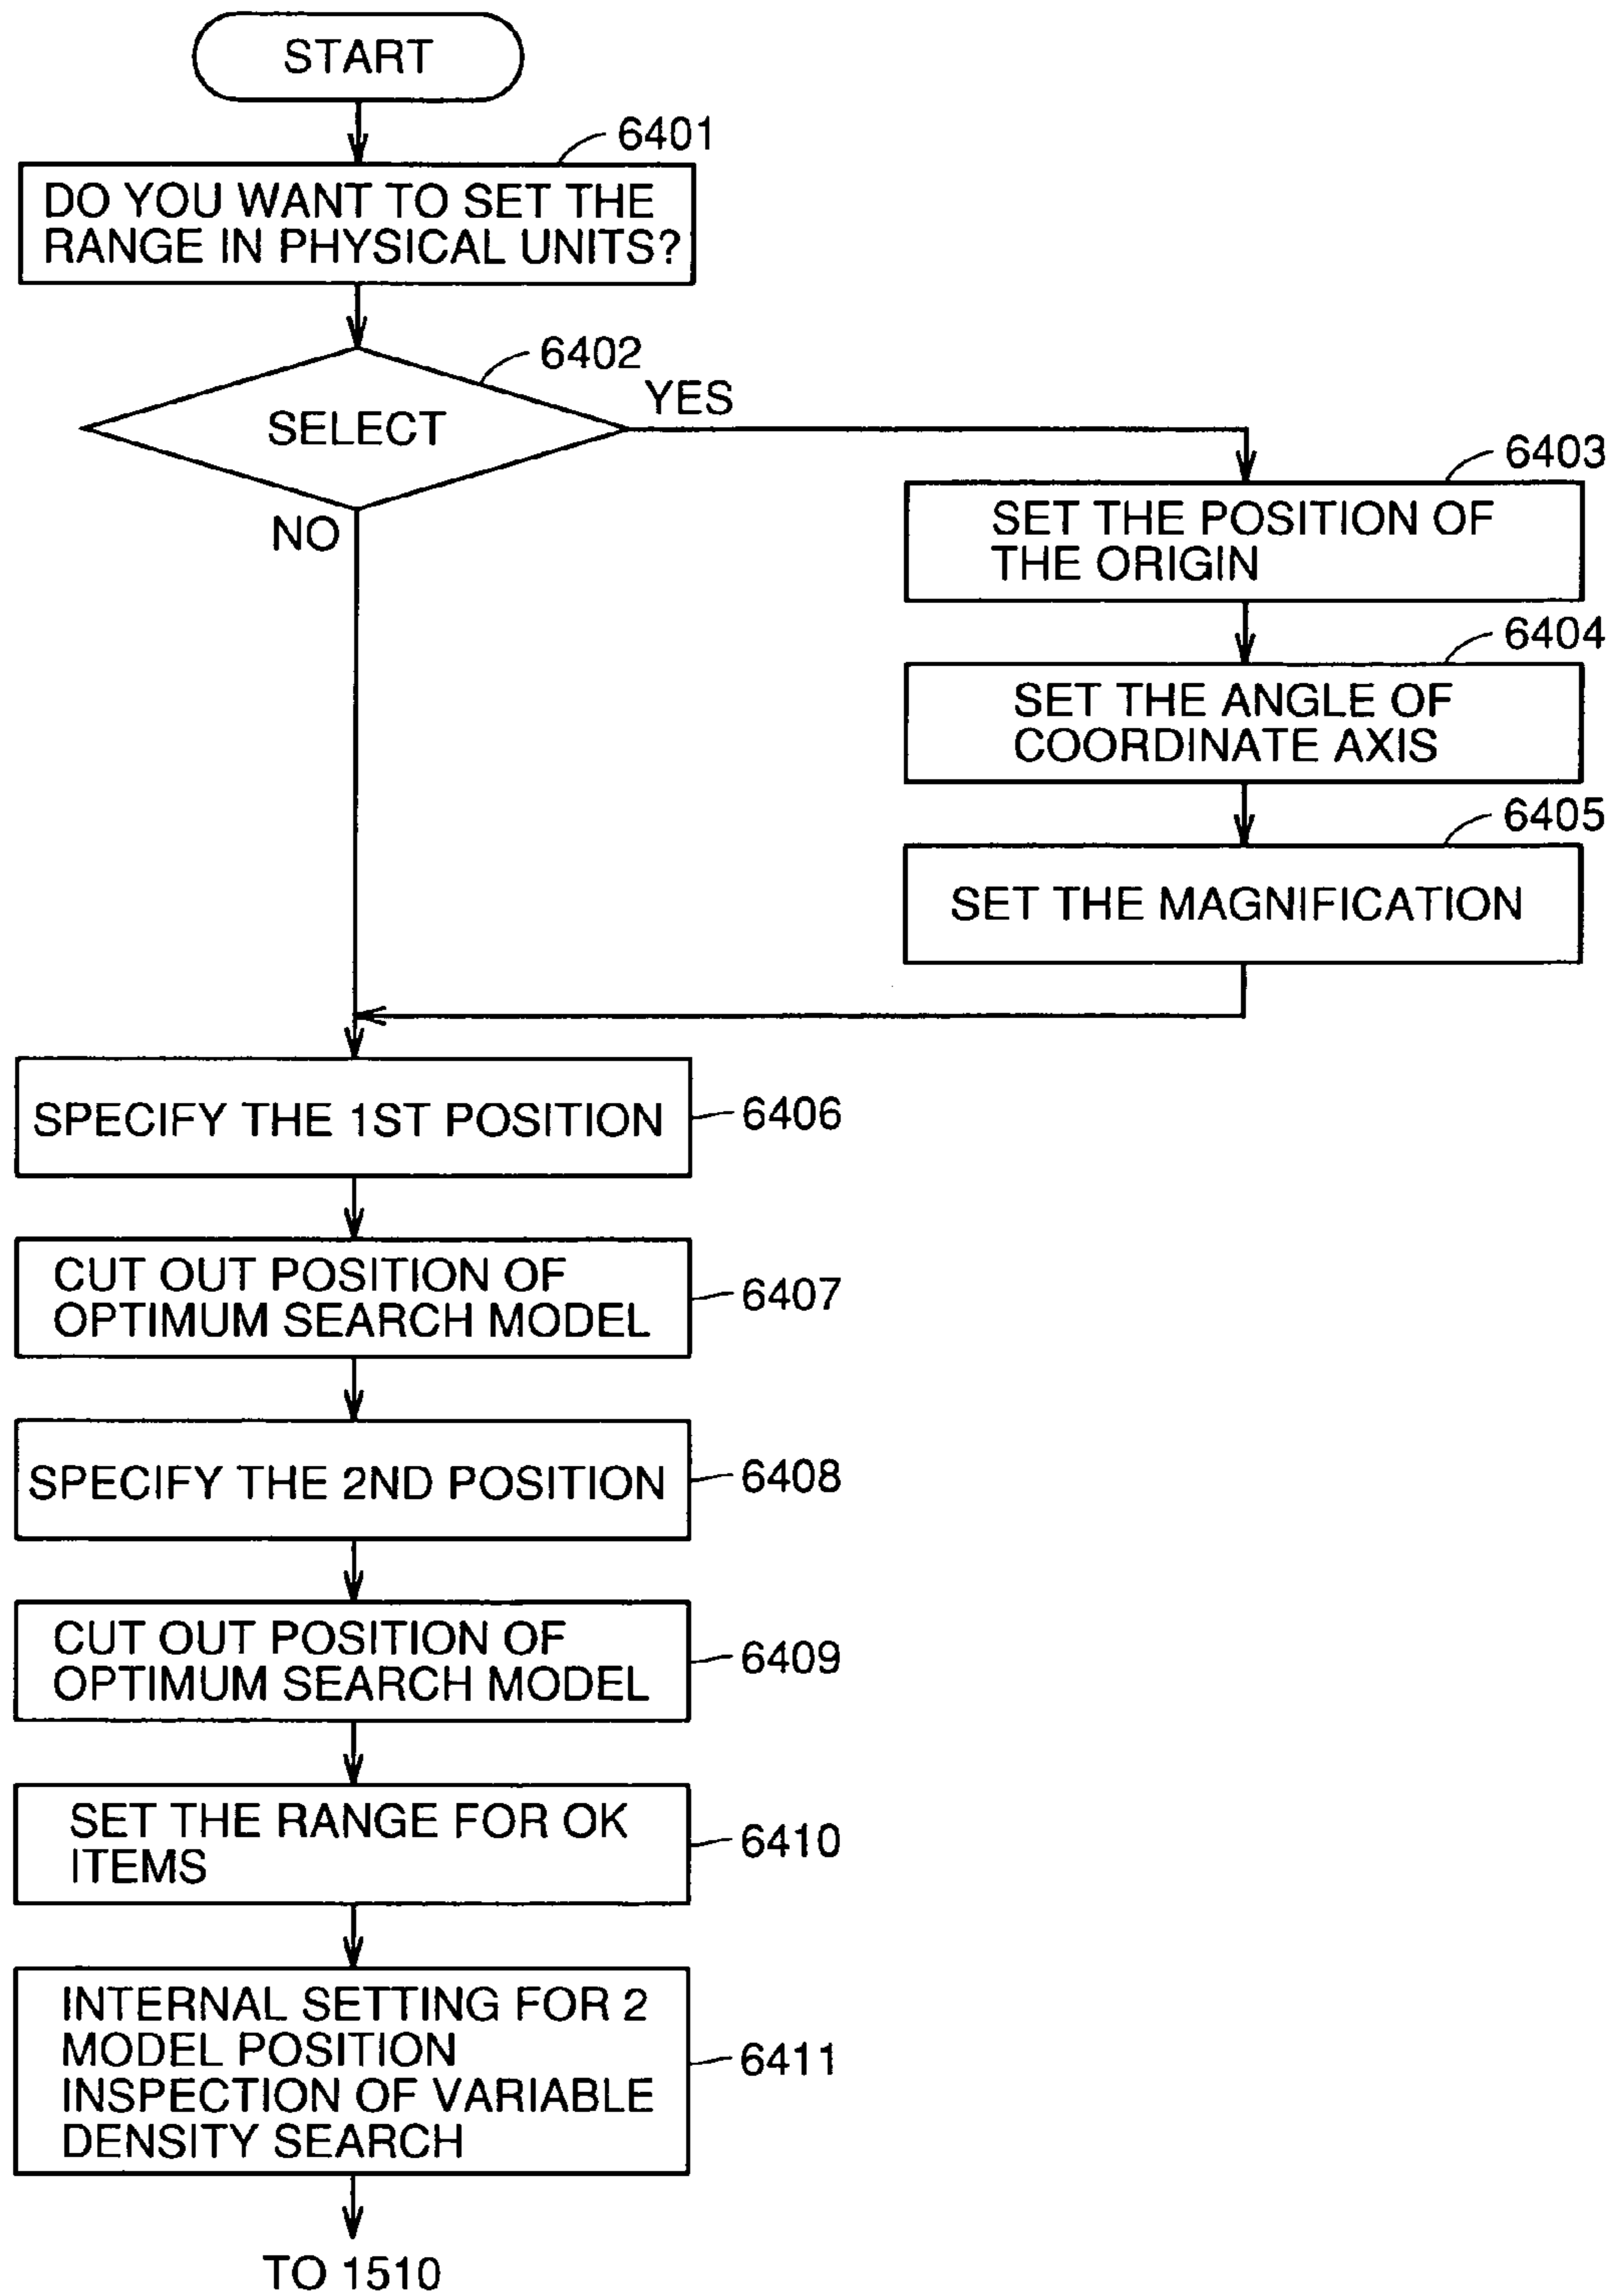 START
6401
DO YOU WANT TO SET THE
RANGE IN PHYSICAL UNITS?
6402
SELECT
YES
NO
6403
SET THE POSITION OF
THE ORIGIN
6404
SET THE ANGLE OF
COORDINATE AXIS
6405
SET THE MAGNIFICATION
SPECIFY THE 1ST POSITION
6406
CUT OUT POSITION OF
OPTIMUM SEARCH MODEL
6407
SPECIFY THE 2ND POSITION
6408
CUT OUT POSITION OF
OPTIMUM SEARCH MODEL
6409
SET THE RANGE FOR OK
ITEMS
6410
INTERNAL SETTING FOR 2
MODEL POSITION
INSPECTION OF VARIABLE
DENSITY SEARCH
6411
TO 1510